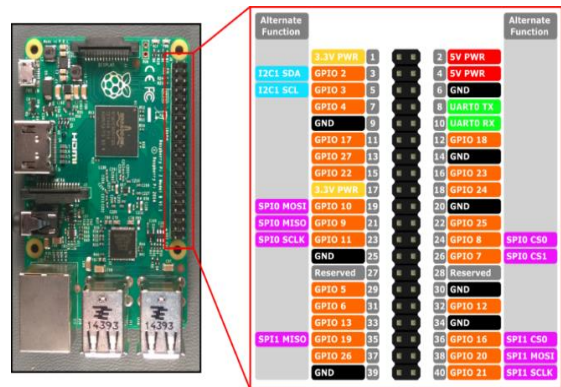 Alternate Function
Alternate Function
3.3V PWR 1 2 5V PWR
I2C1 SDA GPIO 2 3 4 5V PWR
I2C1 SCL GPIO 3 5 6 GND
GPIO 4 7 8 UART0 TX
GND 9 10 UART0 RX
GPIO 17 11 12 GPIO 18
GPIO 27 13 14 GND
GPIO 22 15 16 GPIO 23
3.3V PWR 17 18 GPIO 24
SPI0 MOSI GPIO 10 19 20 GND
SPI0 MISO GPIO 9 21 22 GPIO 25
SPI0 SCLK GPIO 11 23 24 GPIO 8 SPI0 CS0
GND 25 26 GPIO 7 SPI0 CS1
Reserved 27 28 Reserved
GPIO 5 29 30 GND
GPIO 6 31 32 GPIO 12
GPIO 13 33 34 GND
SPI1 MISO GPIO 19 35 36 GPIO 16 SPI1 CS0
GPIO 26 37 38 GPIO 20 SPI1 MOSI
GND 39 40 GPIO 21 SPI1 SCLK
HDMI
14393
14393